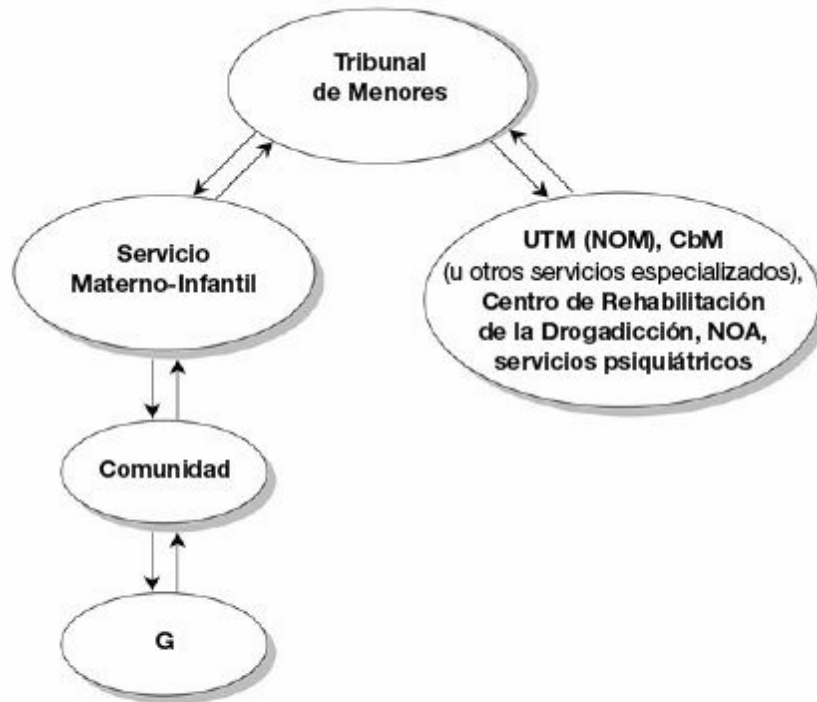 Tribunal
de Menores
Servicio
Materno-Infantil
UTM (NOM), CbM
(u otros servicios especializados),
Centro de Rehabilitación
de la Drogadicción, NOA,
servicios psiquiátricos
Comunidad
G